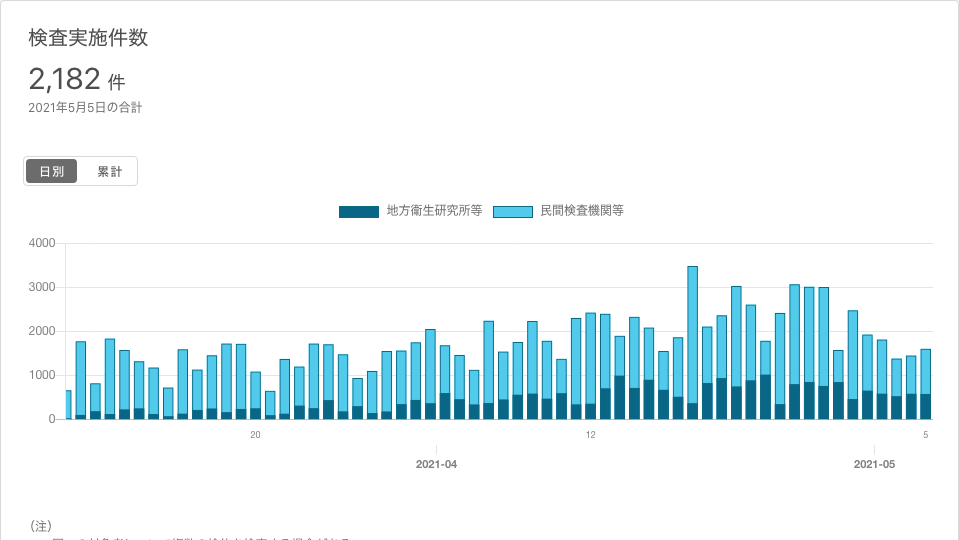 検査実施件数
2,182 件
2021年5月5日の合計
日別 累計
地方衛生研究所等 民間検査機関等
4000
3000
2000
1000
0
20 12 5
2021-04 2021-05
（注）